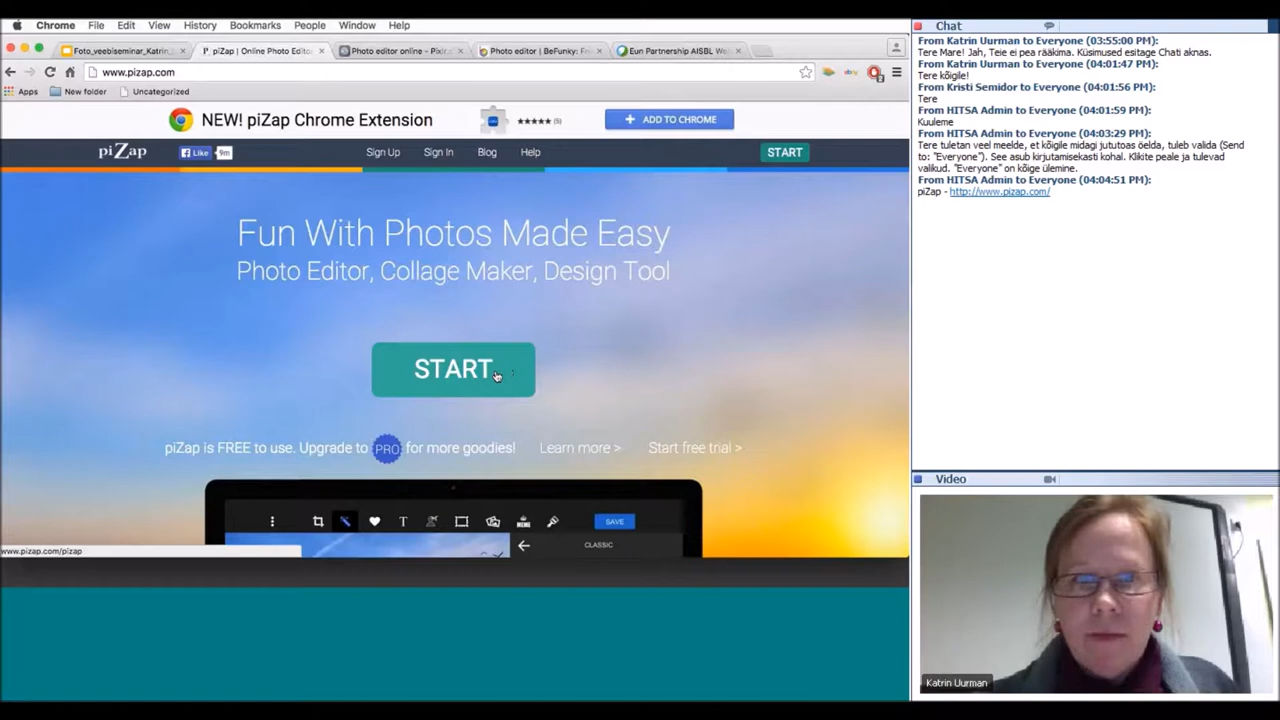 Chrome File Edit View History Bookmarks People Window Help
Foto_veebiseminar_Katrin_
piZap | Online Photo Editor
Photo editor online - Pixlr
Photo editor | BeFunky: Fr
Eun Partnership AISBL We
www.pizap.com
ebay
Apps New folder Uncategorized
NEW! piZap Chrome Extension
(5)
+ ADD TO CHROME
piZap
Like 9m
Sign Up Sign In Blog Help
START
Fun With Photos Made Easy
Photo Editor, Collage Maker, Design Tool
START
piZap is FREE to use. Upgrade to PRO for more goodies! Learn more > Start free trial >
T
MEME
SAVE
CLASSIC
www.pizap.com/pizap
Chat
From Katrin Uurman to Everyone (03:55:00 PM):
Tere Mare! Jah, Teie ei pea rääkima. Küsimused esitage Chati aknas.
From Katrin Uurman to Everyone (04:01:47 PM):
Tere kõigile!
From Kristi Semidor to Everyone (04:01:56 PM):
Tere
From HITSA Admin to Everyone (04:01:59 PM):
Kuuleme
From HITSA Admin to Everyone (04:03:29 PM):
Tere tuletan veel meelde, et kõigile midagi jututoas öelda, tuleb valida (Send
to: "Everyone"). See asub kirjutamisekasti kohal. Klikite peale ja tulevad
valikud. "Everyone" on kõige ülemine.
From HITSA Admin to Everyone (04:04:51 PM):
piZap - http://www.pizap.com/
Video
Katrin Uurman